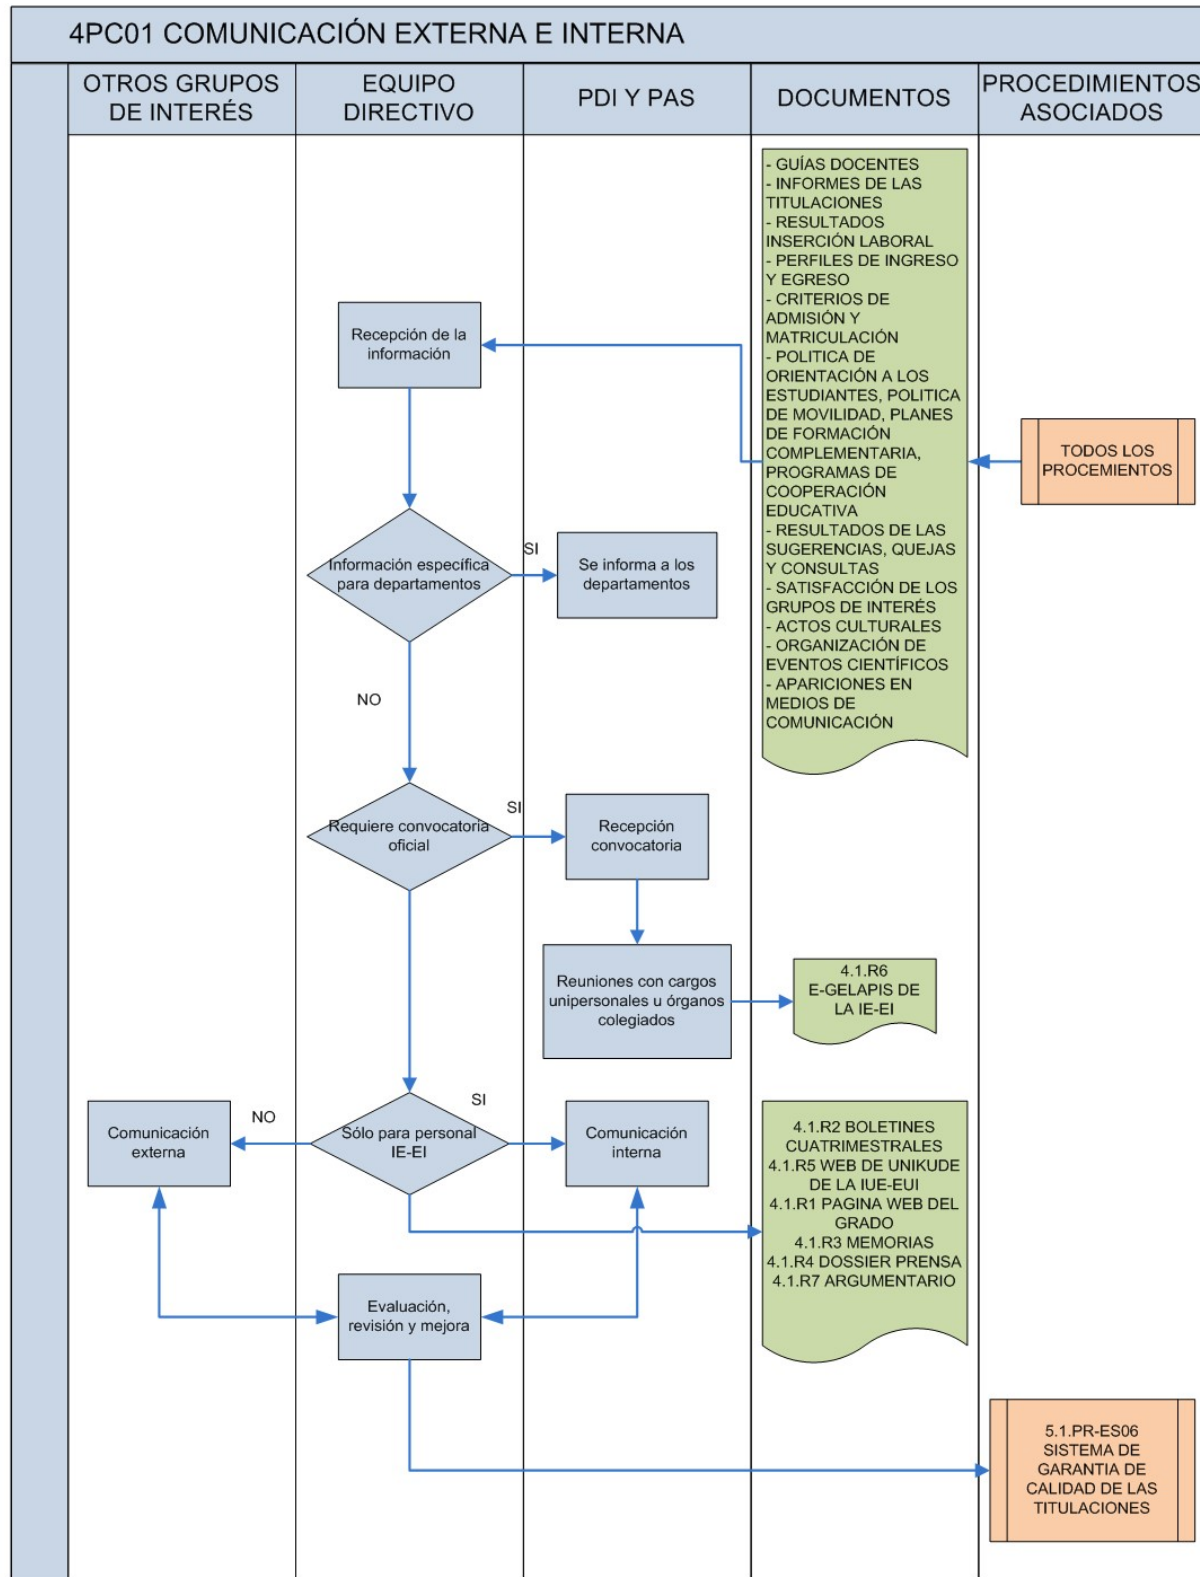 4PC01 COMUNICACIÓN EXTERNA E INTERNA
OTROS GRUPOS
DE INTERÉS
EQUIPO
DIRECTIVO
PDI Y PAS
DOCUMENTOS
PROCEDIMIENTOS
ASOCIADOS
- GUÍAS DOCENTES
- INFORMES DE LAS
TITULACIONES
- RESULTADOS
INSERCIÓN LABORAL
- PERFILES DE INGRESO
Y EGRESO
- CRITERIOS DE
ADMISIÓN Y
MATRICULACIÓN
- POLITICA DE
ORIENTACIÓN A LOS
ESTUDIANTES, POLITICA
DE MOVILIDAD, PLANES
DE FORMACIÓN
COMPLEMENTARIA,
PROGRAMAS DE
COOPERACIÓN
EDUCATIVA
- RESULTADOS DE LAS
SUGERENCIAS, QUEJAS
Y CONSULTAS
- SATISFACCIÓN DE LOS
GRUPOS DE INTERÉS
- ACTOS CULTURALES
- ORGANIZACIÓN DE
EVENTOS CIENTÍFICOS
- APARICIONES EN
MEDIOS DE
COMUNICACIÓN
Recepción de la
información
TODOS LOS
PROCEMIENTOS
Información específica
para departamentos
SI
Se informa a los
departamentos
NO
Requiere convocatoria
oficial
SI
Recepción
convocatoria
Reuniones con cargos
unipersonales u órganos
colegiados
4.1.R6
E-GELAPIS DE
LA IE-EI
Comunicación
externa
NO
Sólo para personal
IE-EI
SI
Comunicación
interna
4.1.R2 BOLETINES
CUATRIMESTRALES
4.1.R5 WEB DE UNIKUDE
DE LA IUE-EUI
4.1.R1 PAGINA WEB DEL
GRADO
4.1.R3 MEMORIAS
4.1.R4 DOSSIER PRENSA
4.1.R7 ARGUMENTARIO
Evaluación,
revisión y mejora
5.1.PR-ES06
SISTEMA DE
GARANTIA DE
CALIDAD DE LAS
TITULACIONES